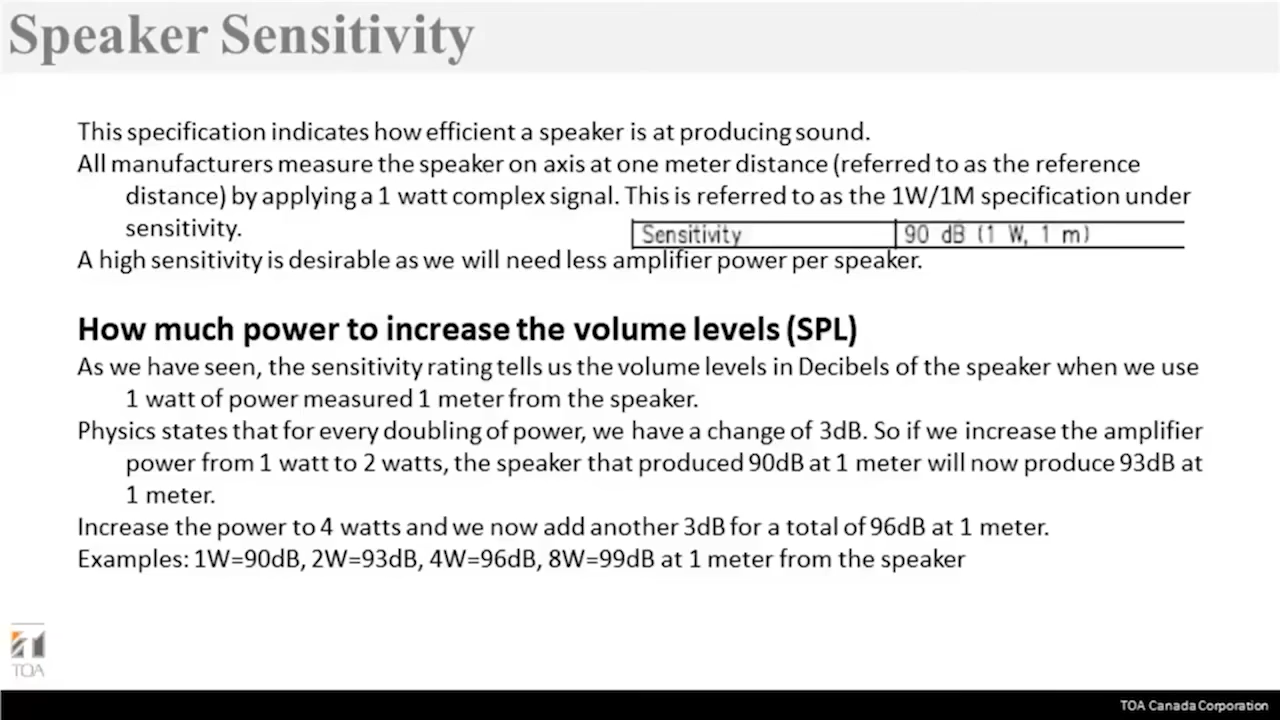 Speaker Sensitivity
This specification indicates how efficient a speaker is at producing sound.
All manufacturers measure the speaker on axis at one meter distance (referred to as the reference
distance) by applying a 1 watt complex signal. This is referred to as the 1W/1M specification under
sensitivity.
Sensitivity 90 dB (1 W, 1 m)
A high sensitivity is desirable as we will need less amplifier power per speaker.
How much power to increase the volume levels (SPL)
As we have seen, the sensitivity rating tells us the volume levels in Decibels of the speaker when we use
1 watt of power measured 1 meter from the speaker.
Physics states that for every doubling of power, we have a change of 3dB. So if we increase the amplifier
power from 1 watt to 2 watts, the speaker that produced 90dB at 1 meter will now produce 93dB at
1 meter.
Increase the power to 4 watts and we now add another 3dB for a total of 96dB at 1 meter.
Examples: 1W=90dB, 2W=93dB, 4W=96dB, 8W=99dB at 1 meter from the speaker
TOA
TOA Canada Corporation